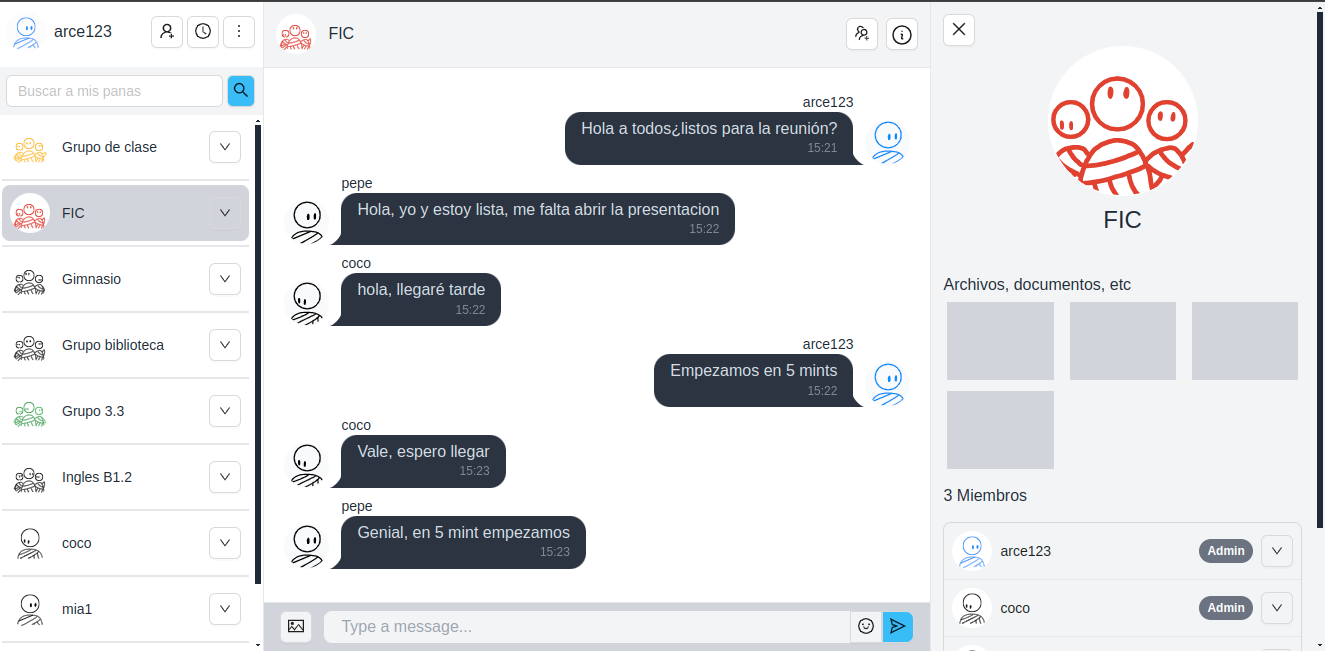 arce123
Buscar a mis panas
Grupo de clase
FIC
Gimnasio
Grupo biblioteca
Grupo 3.3
Ingles B1.2
coco
mia1
FIC
arce123
Hola a todos¿listos para la reunión?
15:21
pepe
Hola, yo y estoy lista, me falta abrir la presentacion
15:22
coco
hola, llegaré tarde
15:22
arce123
Empezamos en 5 mints
15:22
coco
Vale, espero llegar
15:23
pepe
Genial, en 5 mint empezamos
15:23
Type a message...
FIC
Archivos, documentos, etc
3 Miembros
arce123 Admin
coco Admin